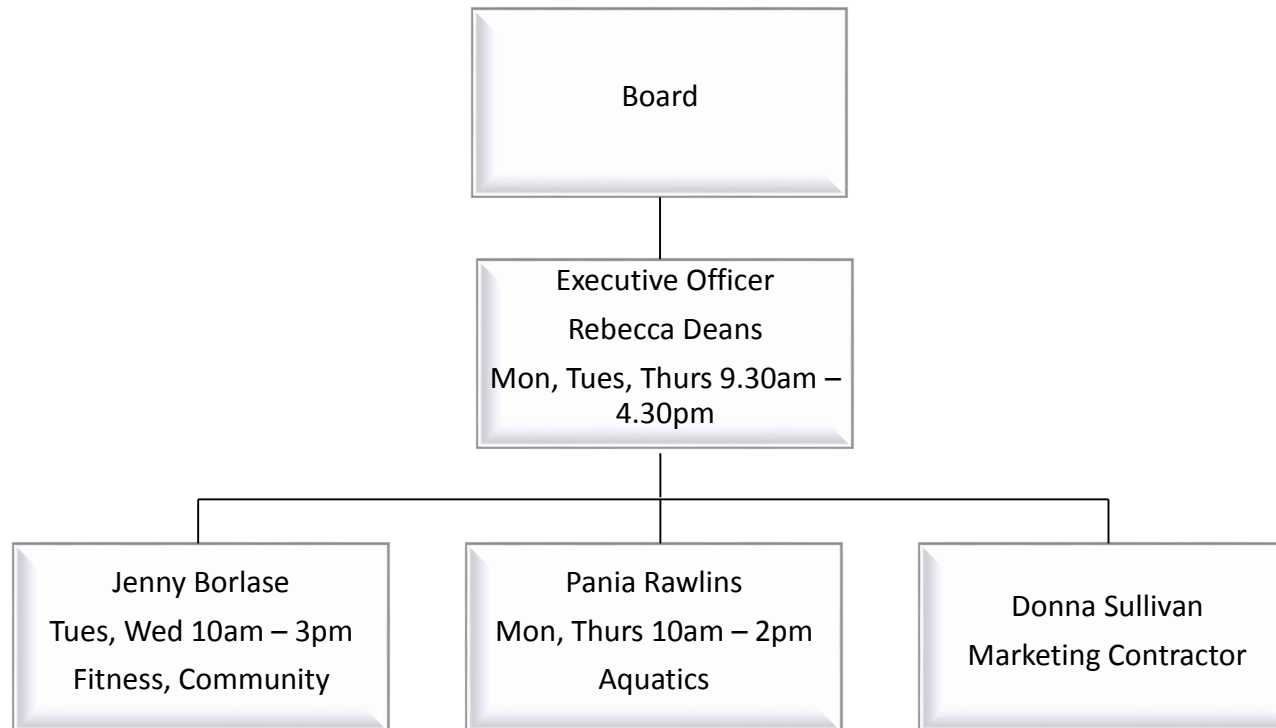 Board
Executive Officer
Rebecca Deans
Mon, Tues, Thurs 9.30am –
4.30pm
Jenny Borlase
Tues, Wed 10am – 3pm
Fitness, Community
Pania Rawlins
Mon, Thurs 10am – 2pm
Aquatics
Donna Sullivan
Marketing Contractor